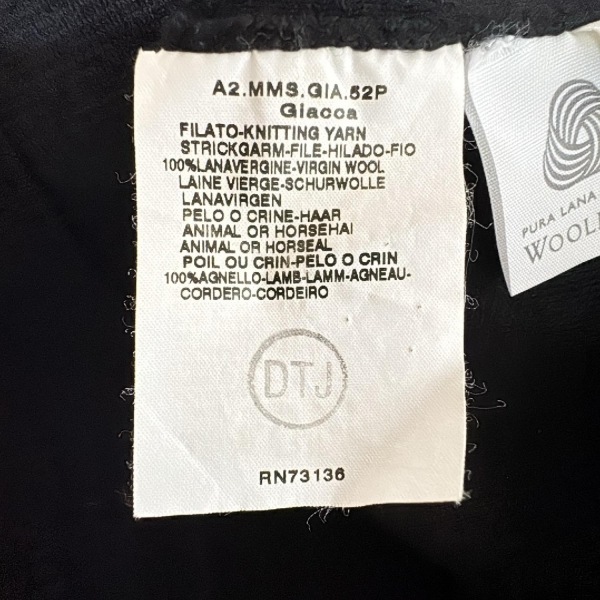 A2.MMS.GIA.52P
Giacca
FILATO-KNITTING YARN
STRICKGARM-FILE-HILADO-FIO
100%LANAVERGINE-VIRGIN WOOL
LAINE VIERGE-SCHURWOLLE
LANAVIRGEN
PELO O CRINE-HAAR
ANIMAL OR HORSEHAI
ANIMAL OR HORSEAL
POIL OU CRIN-PELO O CRIN
100%AGNELLO-LAMB-LAMM-AGNEAU-
CORDERO-CORDEIRO
DTJ
RN73136
PURA LANA